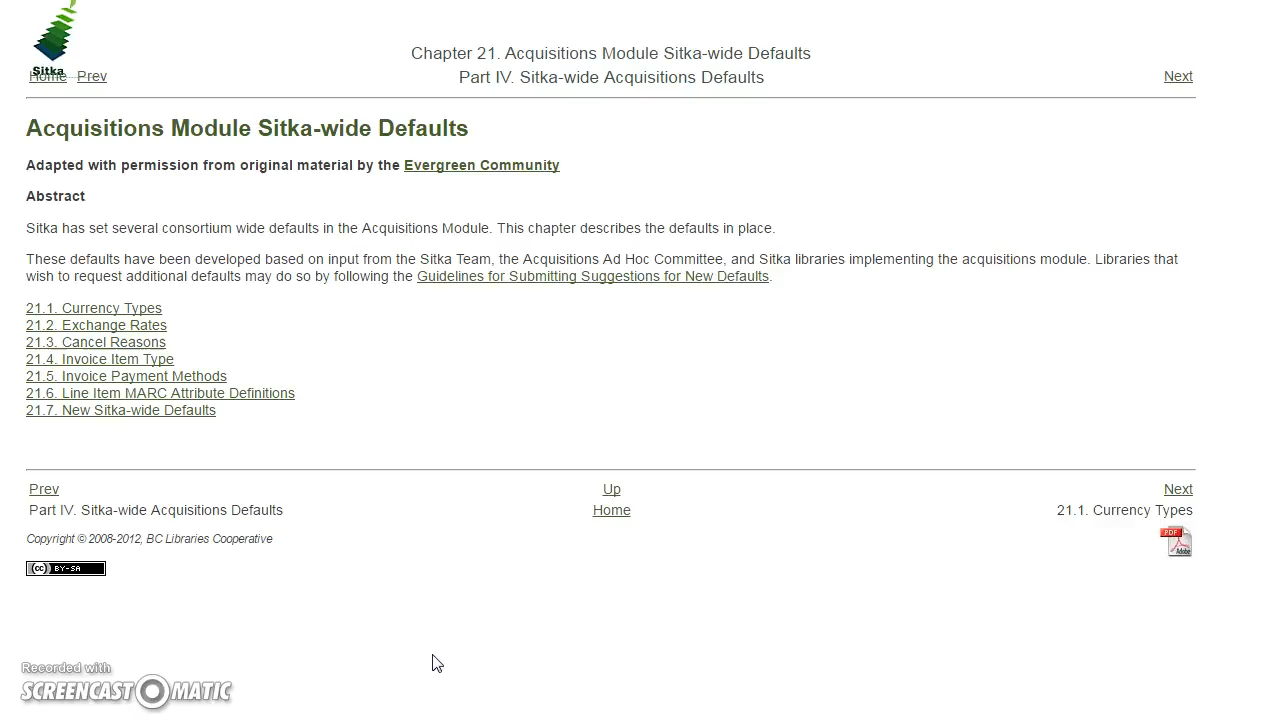 Sitka
Chapter 21. Acquisitions Module Sitka-wide Defaults
Home Prev Part IV. Sitka-wide Acquisitions Defaults Next
Acquisitions Module Sitka-wide Defaults
Adapted with permission from original material by the Evergreen Community
Abstract
Sitka has set several consortium wide defaults in the Acquisitions Module. This chapter describes the defaults in place.
These defaults have been developed based on input from the Sitka Team, the Acquisitions Ad Hoc Committee, and Sitka libraries implementing the acquisitions module. Libraries that
wish to request additional defaults may do so by following the Guidelines for Submitting Suggestions for New Defaults.
21.1. Currency Types
21.2. Exchange Rates
21.3. Cancel Reasons
21.4. Invoice Item Type
21.5. Invoice Payment Methods
21.6. Line Item MARC Attribute Definitions
21.7. New Sitka-wide Defaults
Prev Up Next
Part IV. Sitka-wide Acquisitions Defaults Home 21.1. Currency Types
Copyright © 2008-2012, BC Libraries Cooperative
PDF
Adobe
(cc) BY-SA
Recorded with
SCREENCAST MATIC